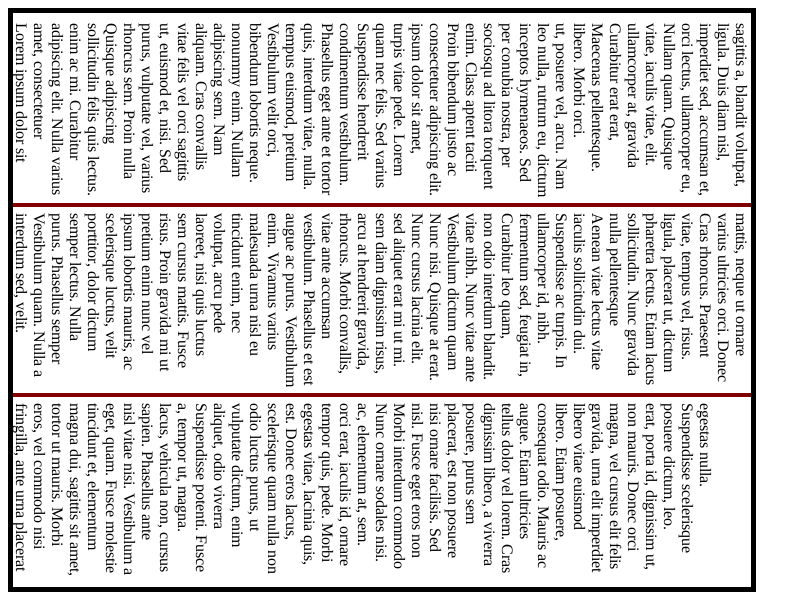 Lorem ipsum dolor sit
amet, consectetuer
adipiscing elit. Nulla varius
enim ac mi. Curabitur
sollicitudin felis quis lectus.
Quisque adipiscing
rhoncus sem. Proin nulla
purus, vulputate vel, varius
ut, euismod et, nisi. Sed
vitae felis vel orci sagittis
aliquam. Cras convallis
adipiscing sem. Nam
nonummy enim. Nullam
bibendum lobortis neque.
Vestibulum velit orci,
tempus euismod, pretium
quis, interdum vitae, nulla.
Phasellus eget ante et tortor
condimentum vestibulum.
Suspendisse hendrerit
quam nec felis. Sed varius
turpis vitae pede. Lorem
ipsum dolor sit amet,
consectetuer adipiscing elit.
Proin bibendum justo ac
enim. Class aptent taciti
sociosqu ad litora torquent
per conubia nostra, per
inceptos hymenaeos. Sed
leo nulla, rutrum eu, dictum
ut, posuere vel, arcu. Nam
libero. Morbi orci.
Maecenas pellentesque.
Curabitur erat erat,
ullamcorper at, gravida
vitae, iaculis vitae, elit.
Nullam quam. Quisque
orci lectus, ullamcorper eu,
imperdiet sed, accumsan et,
ligula. Duis diam nisl,
sagittis a, blandit volutpat,
interdum sed, velit.
Vestibulum quam. Nulla a
purus. Phasellus semper
semper lectus. Nulla
porttitor, dolor dictum
scelerisque luctus, velit
ipsum lobortis mauris, ac
pretium enim nunc vel
risus. Proin gravida mi ut
sem cursus mattis. Fusce
laoreet, nisi quis luctus
volutpat, arcu pede
tincidunt enim, nec
malesuada urna nisl eu
enim. Vivamus varius
augue ac purus. Vestibulum
vestibulum. Phasellus et est
vitae ante accumsan
rhoncus. Morbi convallis,
arcu at hendrerit gravida,
sem diam dignissim risus,
sed aliquet erat mi ut mi.
Nunc cursus lacinia elit.
Nunc nisi. Quisque at erat.
Vestibulum dictum quam
vitae nibh. Nunc vitae ante
non odio interdum blandit.
Curabitur leo quam,
fermentum sed, feugiat in,
ullamcorper id, nibh.
Suspendisse ac turpis. In
iaculis sollicitudin dui.
Aenean vitae lectus vitae
nulla pellentesque
sollicitudin. Nunc gravida
pharetra lectus. Etiam lacus
ligula, placerat ut, dictum
vitae, tempus vel, risus.
Cras rhoncus. Praesent
varius ultricies orci. Donec
mattis, neque ut ornare
fringilla, ante urna placerat
eros, vel commodo nisi
tortor ut mauris. Morbi
magna dui, sagittis sit amet,
tincidunt et, elementum
eget, quam. Fusce molestie
nisl vitae nisi. Vestibulum a
sapien. Phasellus ante
lacus, vehicula non, cursus
a, tempor ut, magna.
Suspendisse potenti. Fusce
aliquet, odio viverra
vulputate dictum, enim
odio luctus purus, ut
scelerisque quam nulla non
est. Donec eros lacus,
egestas vitae, lacinia quis,
tempor quis, pede. Morbi
orci erat, iaculis id, ornare
ac, elementum at, sem.
Nunc ornare sodales nisi.
Morbi interdum commodo
nisl. Fusce eget eros non
nisi ornare facilisis. Sed
placerat, est non posuere
posuere, purus sem
dignissim libero, a viverra
tellus dolor vel lorem. Cras
augue. Etiam ultricies
consequat odio. Mauris ac
libero. Etiam posuere,
libero vitae euismod
gravida, urna elit imperdiet
magna, vel cursus elit felis
non mauris. Donec orci
erat, porta id, dignissim ut,
posuere dictum, leo.
Suspendisse scelerisque
egestas nulla.